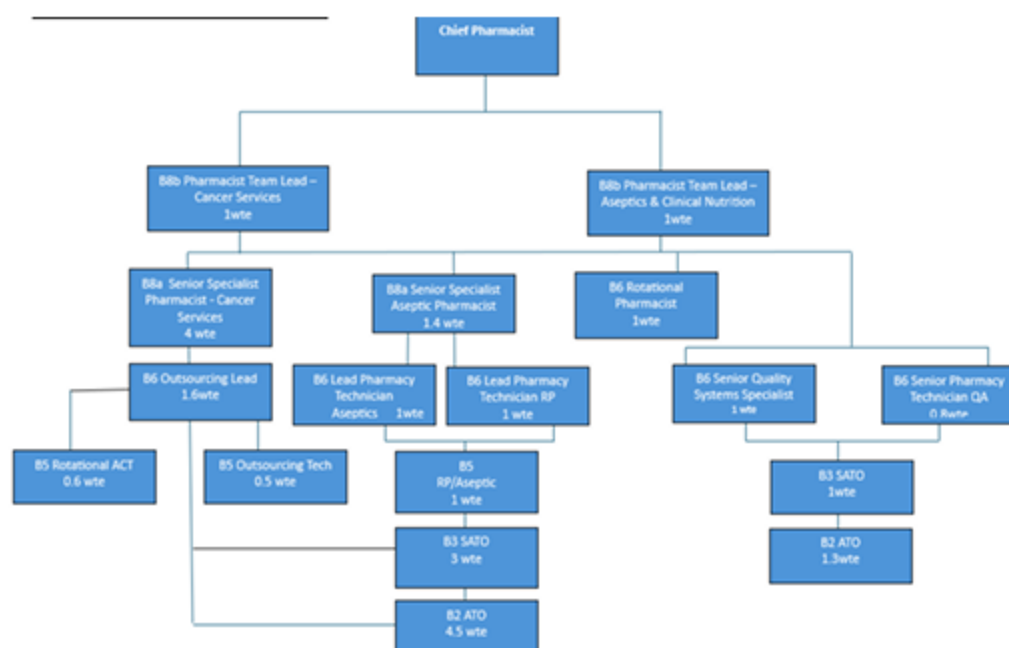 Chief Pharmacist
B8b Pharmacist Team Lead –
Cancer Services
1wte
B8b Pharmacist Team Lead –
Aseptics & Clinical Nutrition
1wte
B8a Senior Specialist
Pharmacist - Cancer
Services
4 wte
B8a Senior Specialist
Aseptic Pharmacist
1.4 wte
B6 Rotational
Pharmacist
1wte
B6 Outsourcing Lead
1.6wte
B6 Lead Pharmacy
Technician
Aseptics 1wte
B6 Lead Pharmacy
Technician RP
1 wte
B6 Senior Quality
Systems Specialist
1 wte
B6 Senior Pharmacy
Technician QA
0.8wte
B5 Rotational ACT
0.6 wte
B5 Outsourcing Tech
0.5 wte
B5
RP/Aseptic
1 wte
B3 SATO
1wte
B3 SATO
3 wte
B2 ATO
1.3wte
B2 ATO
4.5 wte